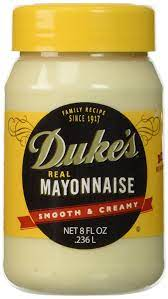 FAMILY RECIPE
SINCE 1917
Duke's
REAL
MAYONNAISE
SMOOTH & CREAMY
NET 8 FL OZ
.236 L